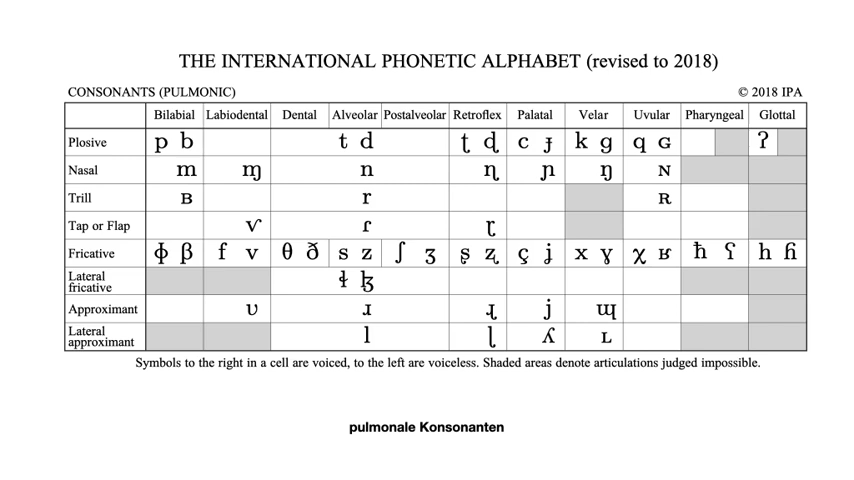 THE INTERNATIONAL PHONETIC ALPHABET (revised to 2018)
CONSONANTS (PULMONIC) © 2018 IPA
Bilabial Labiodental Dental Alveolar Postalveolar Retroflex Palatal Velar Uvular Pharyngeal Glottal
Plosive p b t d ʈ ɖ c ɟ k ɡ q ɢ ʔ
Nasal m ɱ n ɳ ɲ ŋ ɴ
Trill ʙ r ʀ
Tap or Flap ⱱ ɾ ɽ
Fricative ɸ β f v θ ð s z ʃ ʒ ʂ ʐ ç ʝ x ɣ χ ʁ ħ ʕ h ɦ
Lateral
fricative ɬ ɮ
Approximant ʋ ɹ ɻ j ɰ
Lateral
approximant l ɭ ʎ ʟ
Symbols to the right in a cell are voiced, to the left are voiceless. Shaded areas denote articulations judged impossible.
pulmonale Konsonanten